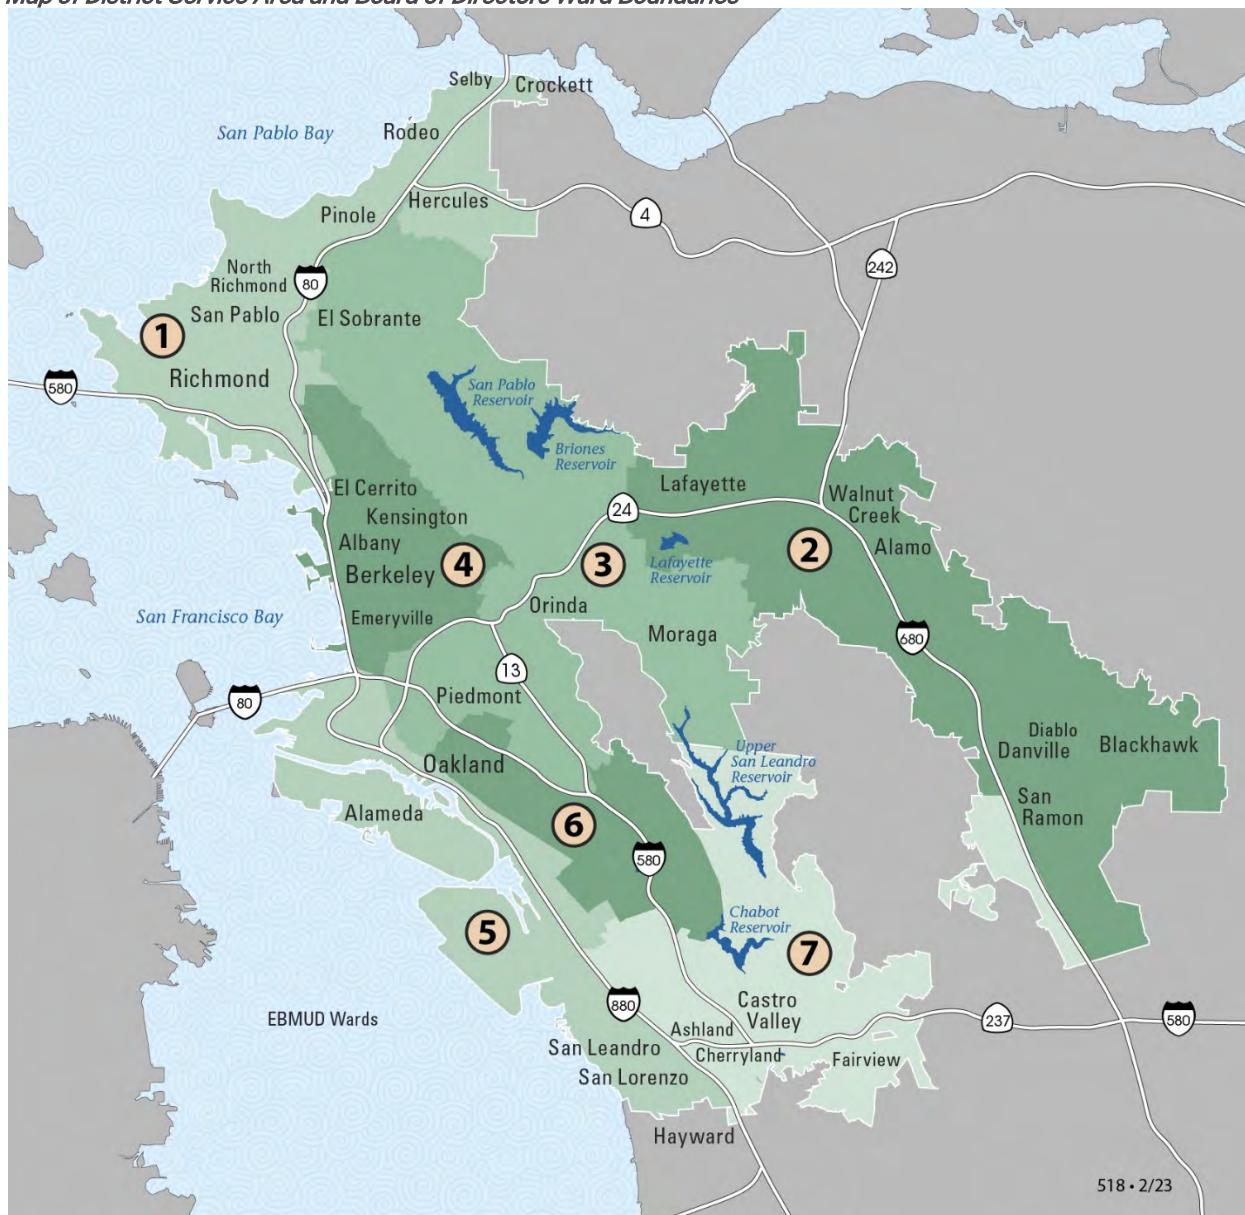 Map of District Service Area and Board of Directors Ward Boundaries
Selby
Crockett
San Pablo Bay
Rodeo
Hercules
Pinole
4
242
North
Richmond
80
San Pablo
El Sobrante
1
Richmond
580
San Pablo
Reservoir
Briones
Reservoir
El Cerrito
Kensington
Albany
Berkeley
4
Emeryville
San Francisco Bay
24
Lafayette
Walnut
Creek
Alamo
2
3
Lafayette
Reservoir
Orinda
Moraga
680
13
80
Piedmont
Oakland
Upper
San Leandro
Reservoir
Diablo
Danville
Blackhawk
San
Ramon
Alameda
6
580
5
Chabot
Reservoir
7
880
EBMUD Wards
Castro
Valley
237
580
Ashland
San Leandro
Cherryland
Fairview
San Lorenzo
Hayward
518 • 2/23